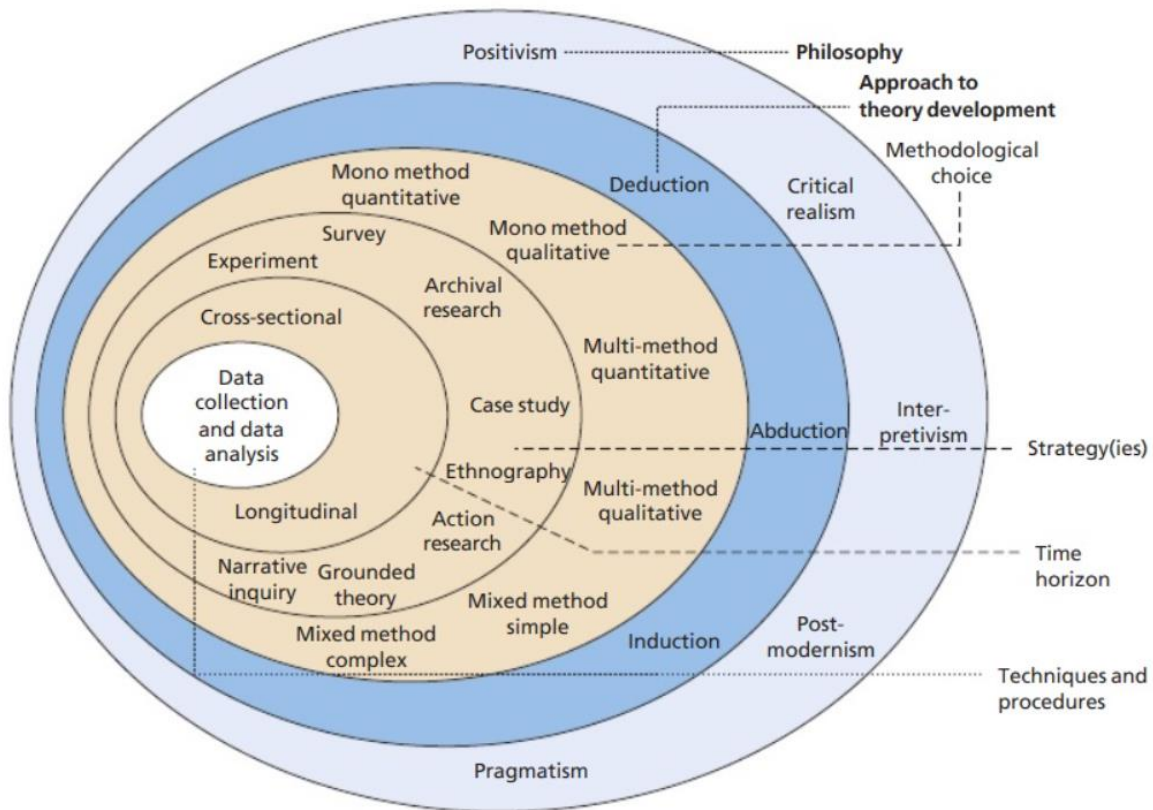 Positivism
Philosophy
Approach to
theory development
Methodological
choice
Mono method
quantitative
Deduction
Critical
realism
Mono method
qualitative
Survey
Experiment
Archival
research
Cross-sectional
Multi-method
quantitative
Data
collection
and data
analysis
Case study
Abduction
Inter-
pretivism
Strategy(ies)
Ethnography
Multi-method
qualitative
Longitudinal
Action
research
Time
horizon
Narrative
inquiry
Grounded
theory
Mixed method
simple
Mixed method
complex
Induction
Post-
modernism
Techniques and
procedures
Pragmatism